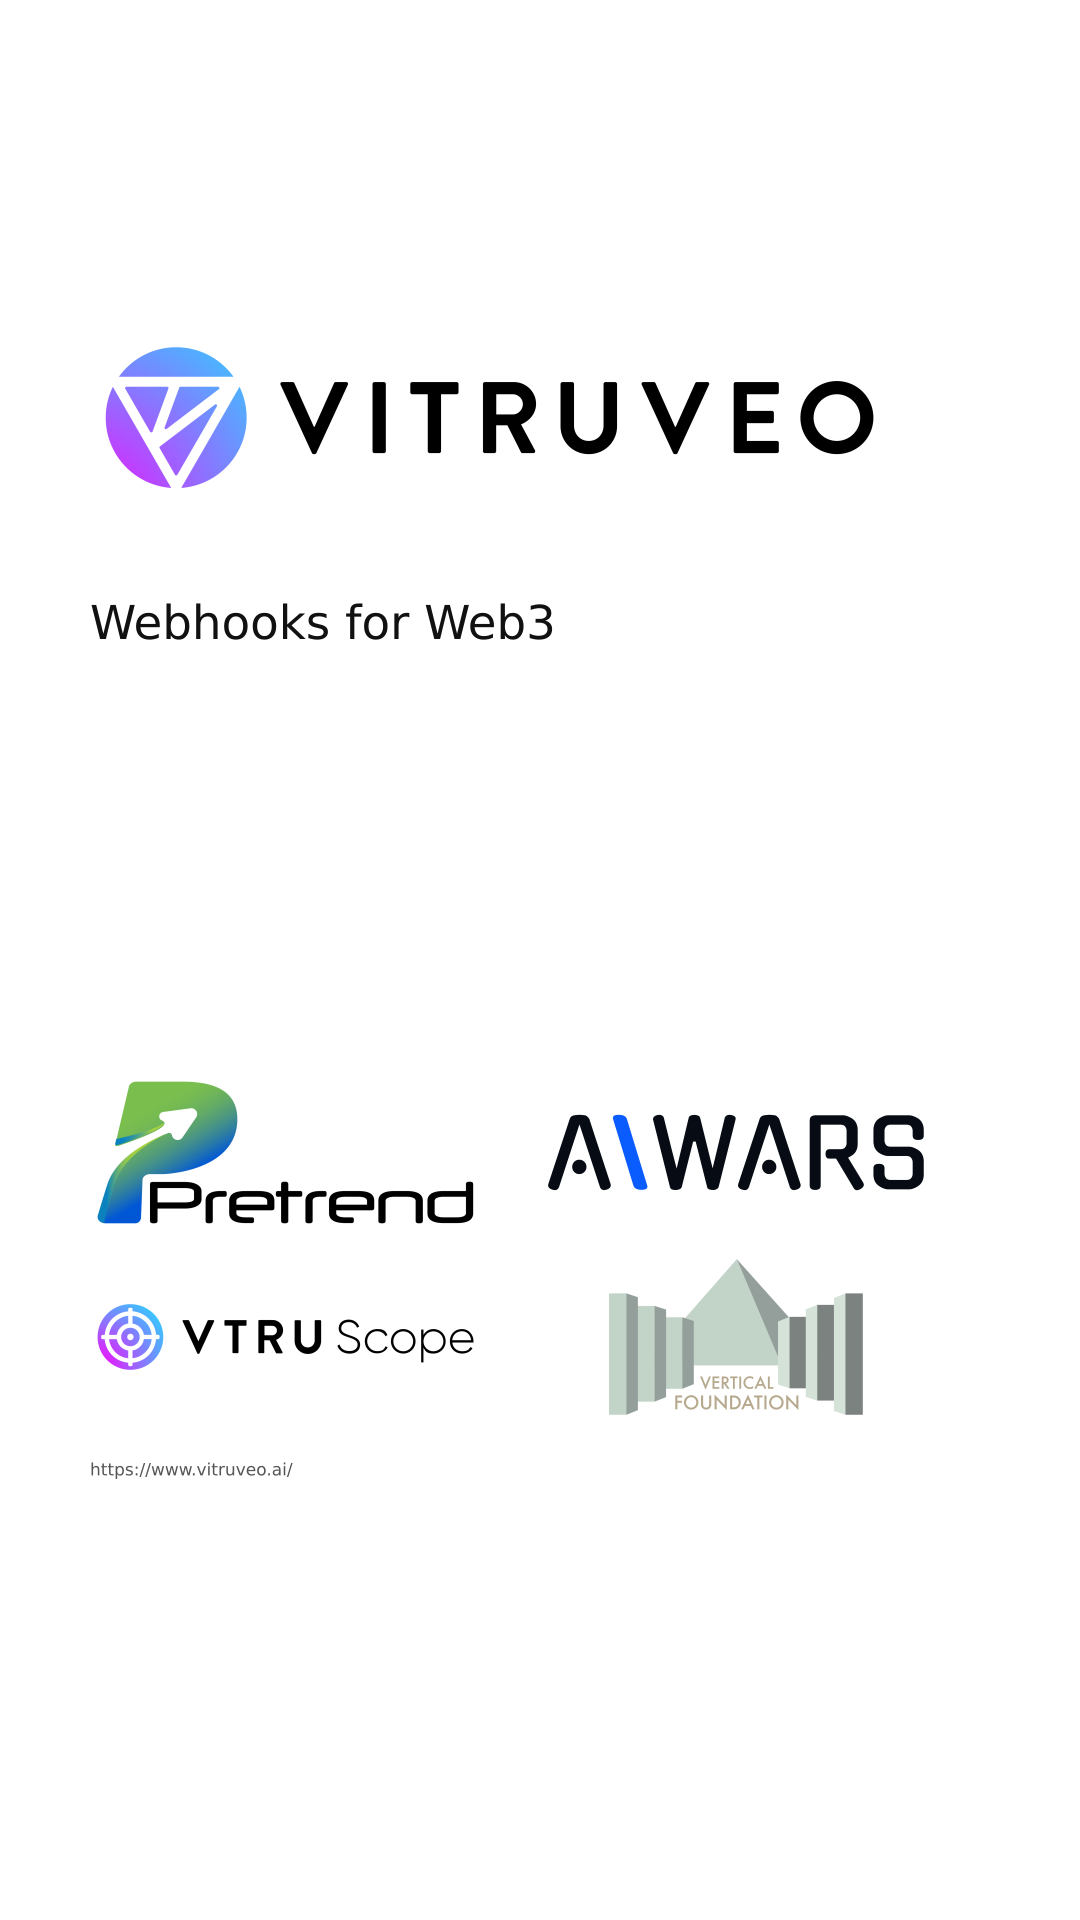 VITRUVEO
Webhooks for Web3
Pretrend
AIWARS
VTRU Scope
VERTICAL
FOUNDATION
https://www.vitruveo.ai/